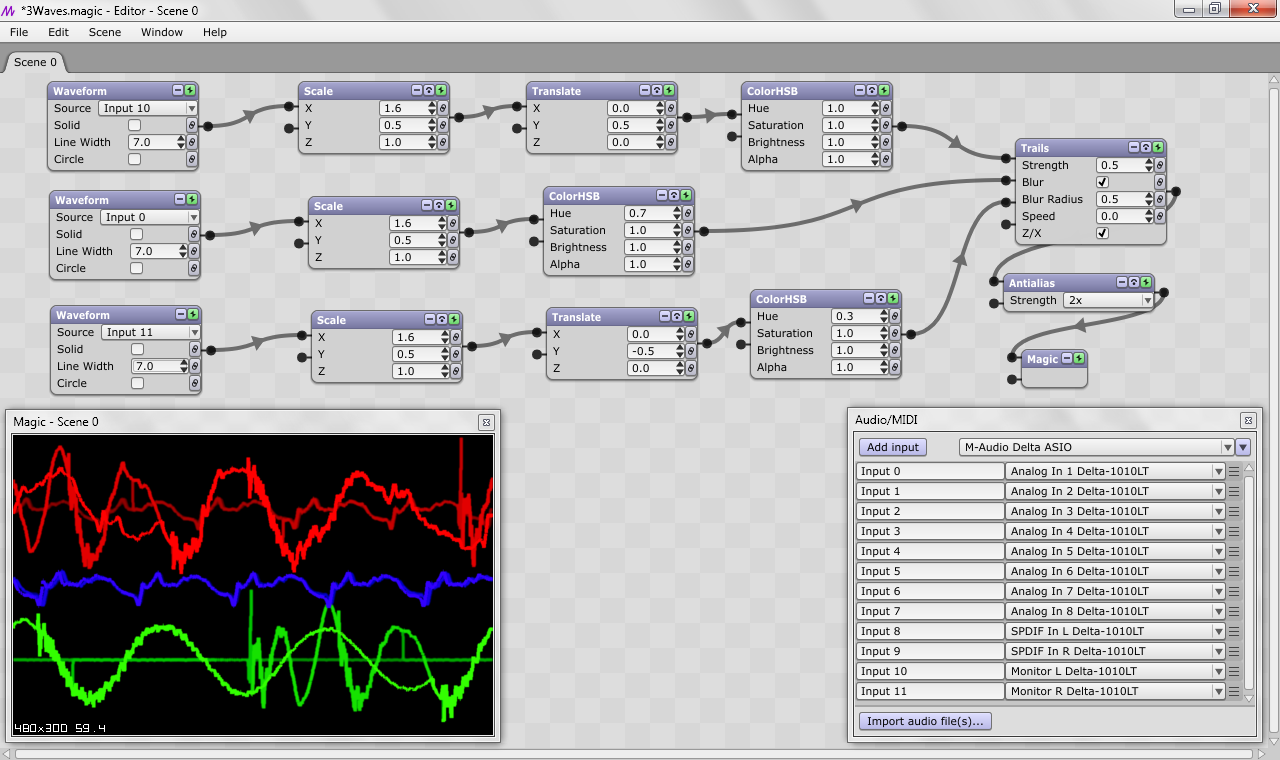 *3Waves.magic - Editor - Scene 0
File Edit Scene Window Help
Scene 0
Waveform
Source Input 10
Solid
Line Width 7.0
Circle
Scale
X 1.6
Y 0.5
Z 1.0
Translate
X 0.0
Y 0.5
Z 0.0
ColorHSB
Hue 1.0
Saturation 1.0
Brightness 1.0
Alpha 1.0
Trails
Strength 0.5
Blur
Blur Radius 0.5
Speed 0.0
Z/X
Waveform
Source Input 0
Solid
Line Width 7.0
Circle
Scale
X 1.6
Y 0.5
Z 1.0
ColorHSB
Hue 0.7
Saturation 1.0
Brightness 1.0
Alpha 1.0
Antialias
Strength 2x
Waveform
Source Input 11
Solid
Line Width 7.0
Circle
Scale
X 1.6
Y 0.5
Z 1.0
Translate
X 0.0
Y -0.5
Z 0.0
ColorHSB
Hue 0.3
Saturation 1.0
Brightness 1.0
Alpha 1.0
Magic
Magic - Scene 0
480x300 59.4
Audio/MIDI
Add input M-Audio Delta ASIO
Input 0 Analog In 1 Delta-1010LT
Input 1 Analog In 2 Delta-1010LT
Input 2 Analog In 3 Delta-1010LT
Input 3 Analog In 4 Delta-1010LT
Input 4 Analog In 5 Delta-1010LT
Input 5 Analog In 6 Delta-1010LT
Input 6 Analog In 7 Delta-1010LT
Input 7 Analog In 8 Delta-1010LT
Input 8 SPDIF In L Delta-1010LT
Input 9 SPDIF In R Delta-1010LT
Input 10 Monitor L Delta-1010LT
Input 11 Monitor R Delta-1010LT
Import audio file(s)...